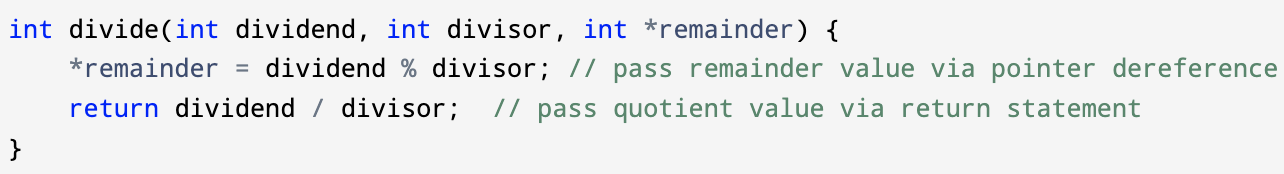 int divide(int dividend, int divisor, int *remainder) {
    *remainder = dividend % divisor; // pass remainder value via pointer dereference
    return dividend / divisor;  // pass quotient value via return statement
}